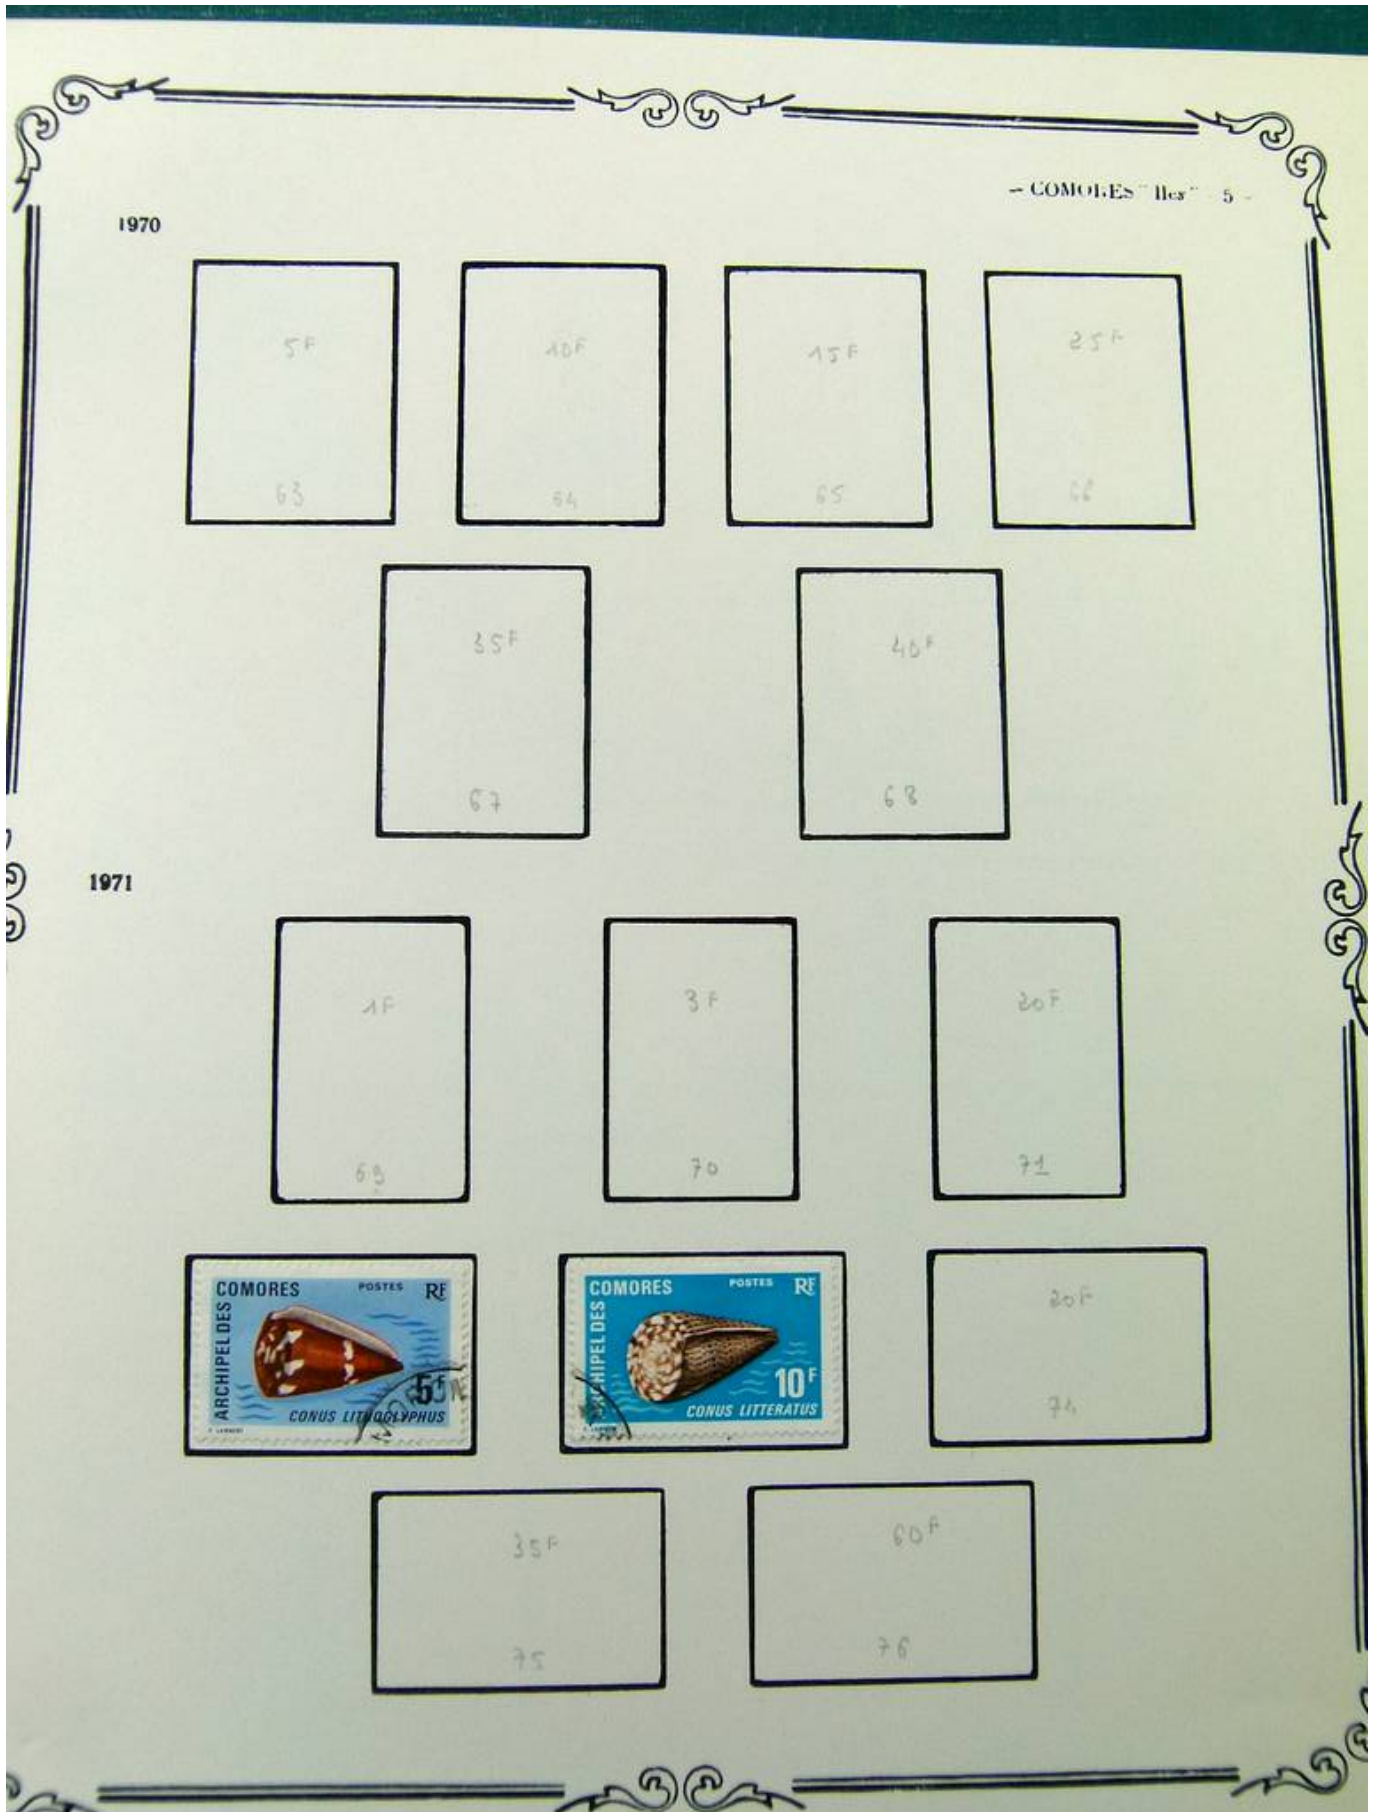 - COMORES "Iles" 5 -
1970
5F 10F 15F 25F
63 64 65 66
35F 40F
67 68
1971
1F 3F 20F
69 70 71
COMORES POSTES RF
ARCHIPEL DES
5F
CONUS LITHOGLYPHUS
COMORES POSTES RF
ARCHIPEL DES
10F
CONUS LITTERATUS
20F
74
35F 60F
75 76